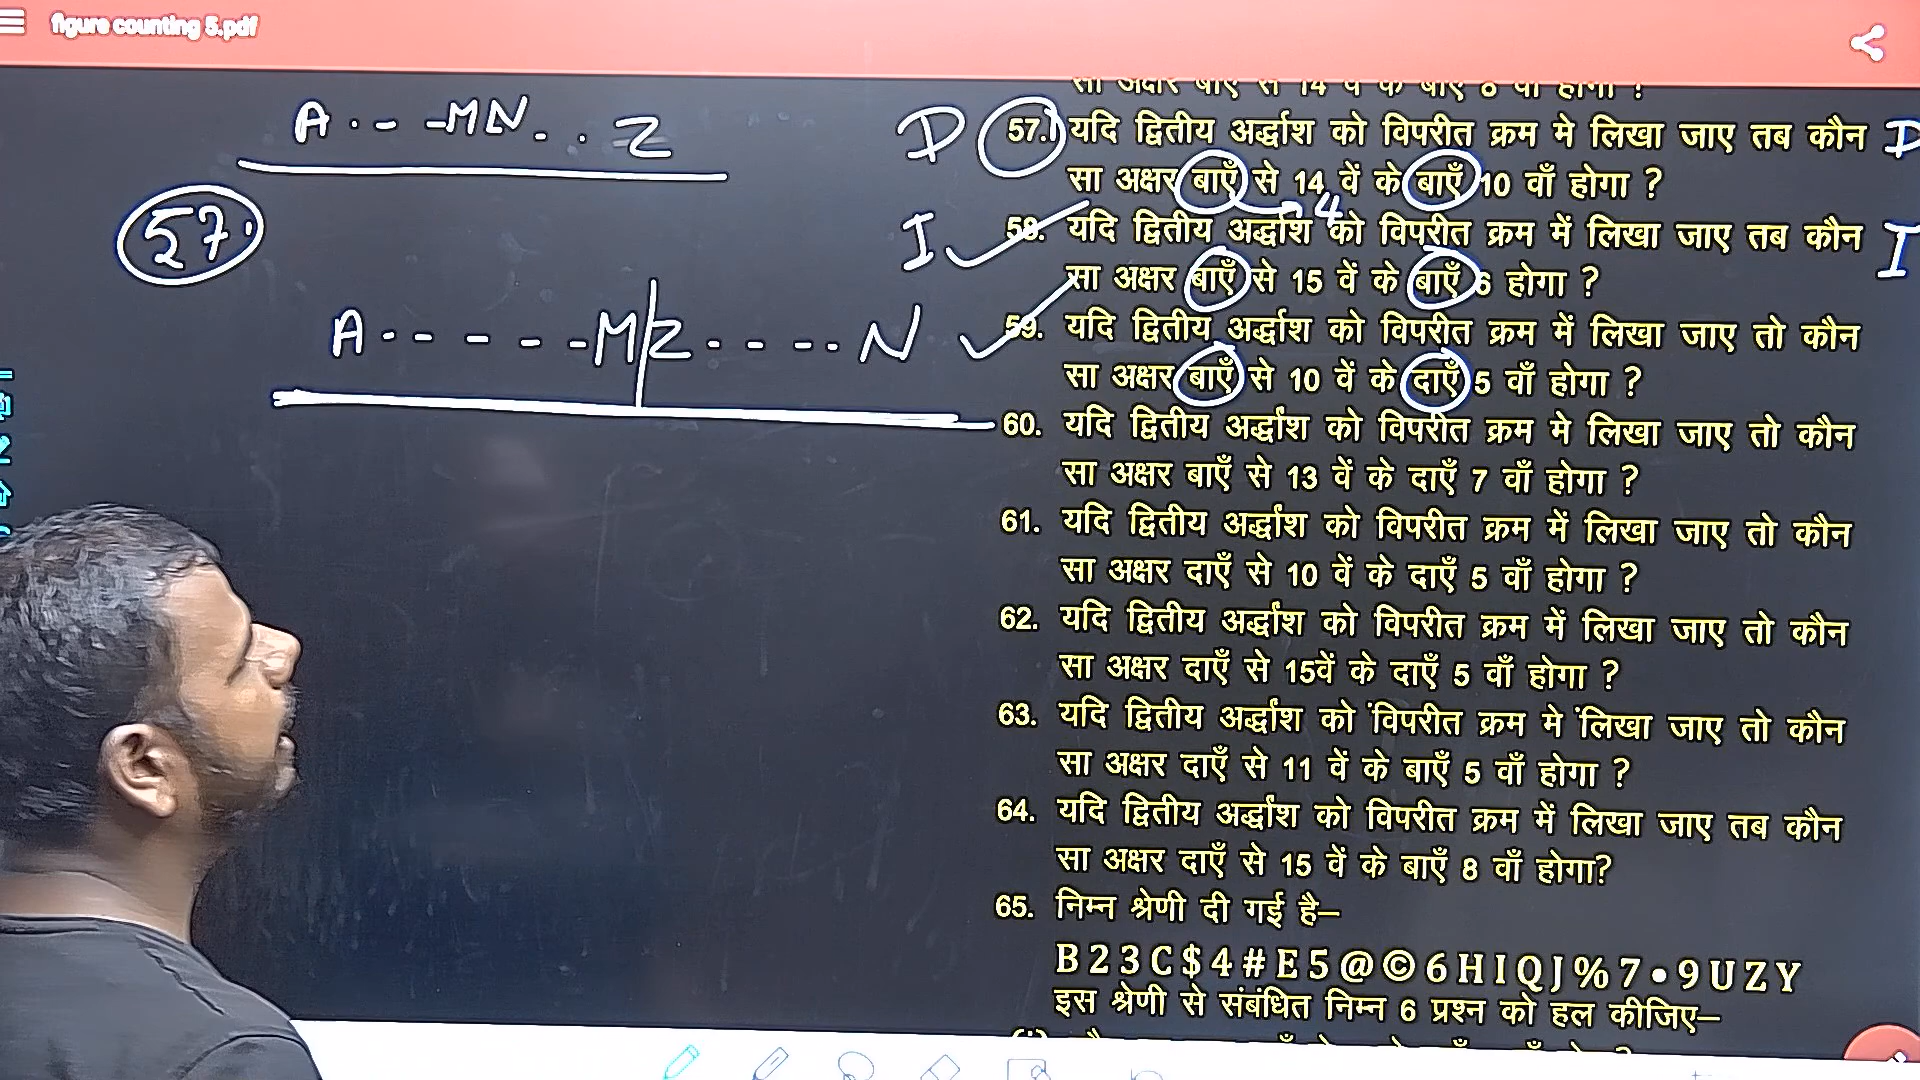 figure counting 5.pdf
A . - - MN . . . Z
57.
A - - - - - - M Z - - - - - N
D
I
57. यदि द्वितीय अर्द्धाश को विपरीत क्रम मे लिखा जाए तब कौन D
सा अक्षर बाएँ से 14 वें के बाएँ 10 वाँ होगा ?
4
58. यदि द्वितीय अर्द्धाश को विपरीत क्रम में लिखा जाए तब कौन I
सा अक्षर बाएँ से 15 वें के बाएँ 6 होगा ?
59. यदि द्वितीय अर्द्धाश को विपरीत क्रम में लिखा जाए तो कौन
सा अक्षर बाएँ से 10 वें के दाएँ 5 वाँ होगा ?
60. यदि द्वितीय अर्द्धांश को विपरीत क्रम मे लिखा जाए तो कौन
सा अक्षर बाएँ से 13 वें के दाएँ 7 वाँ होगा ?
61. यदि द्वितीय अर्द्धांश को विपरीत क्रम में लिखा जाए तो कौन
सा अक्षर दाएँ से 10 वें के दाएँ 5 वाँ होगा ?
62. यदि द्वितीय अर्द्धांश को विपरीत क्रम में लिखा जाए तो कौन
सा अक्षर दाएँ से 15वें के दाएँ 5 वाँ होगा ?
63. यदि द्वितीय अर्द्धांश को विपरीत क्रम मे लिखा जाए तो कौन
सा अक्षर दाएँ से 11 वें के बाएँ 5 वाँ होगा ?
64. यदि द्वितीय अर्द्धांश को विपरीत क्रम में लिखा जाए तब कौन
सा अक्षर दाएँ से 15 वें के बाएँ 8 वाँ होगा?
65. निम्न श्रेणी दी गई है–
B 2 3 C $ 4 # E 5 @ © 6 H I Q J % 7 • 9 U Z Y
इस श्रेणी से संबंधित निम्न 6 प्रश्न को हल कीजिए–